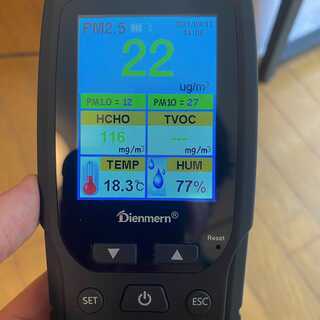 PM2.5
22
ug/m³
PM1.0 = 12 PM10 = 27
HCHO TVOC
116 ---
mg/m³ mg/m³
TEMP HUM
18.3℃ 77%
Dienmern®
Reset
SET ESC